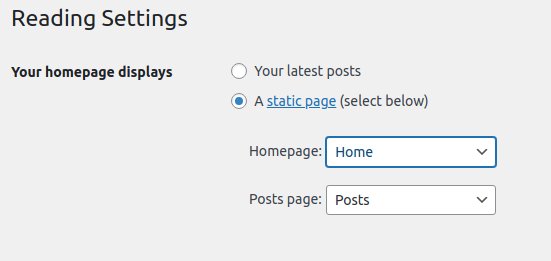 Reading Settings
Your homepage displays
Your latest posts
A static page (select below)
Homepage: Home
Posts page: Posts